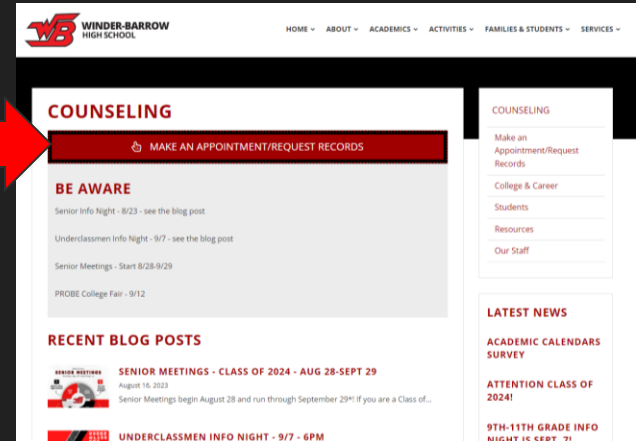 WINDER-BARROW
HIGH SCHOOL
HOME ABOUT ACADEMICS ACTIVITIES FAMILIES & STUDENTS SERVICES
COUNSELING
MAKE AN APPOINTMENT/REQUEST RECORDS
BE AWARE
Senior Info Night - 8/23 - see the blog post
Underclassmen Info Night - 9/7 - see the blog post
Senior Meetings - Start 8/28-9/29
PROBE College Fair - 9/12
RECENT BLOG POSTS
SENIOR MEETINGS
SENIOR MEETINGS - CLASS OF 2024 - AUG 28-SEPT 29
August 16, 2023
Senior Meetings begin August 28 and run through September 29*! If you are a Class of...
UNDERCLASSMEN INFO NIGHT - 9/7 - 6PM
COUNSELING
Make an
Appointment/Request
Records
College & Career
Students
Resources
Our Staff
LATEST NEWS
ACADEMIC CALENDARS
SURVEY
ATTENTION CLASS OF
2024!
9TH-11TH GRADE INFO
NIGHT IS SEPT. 7!